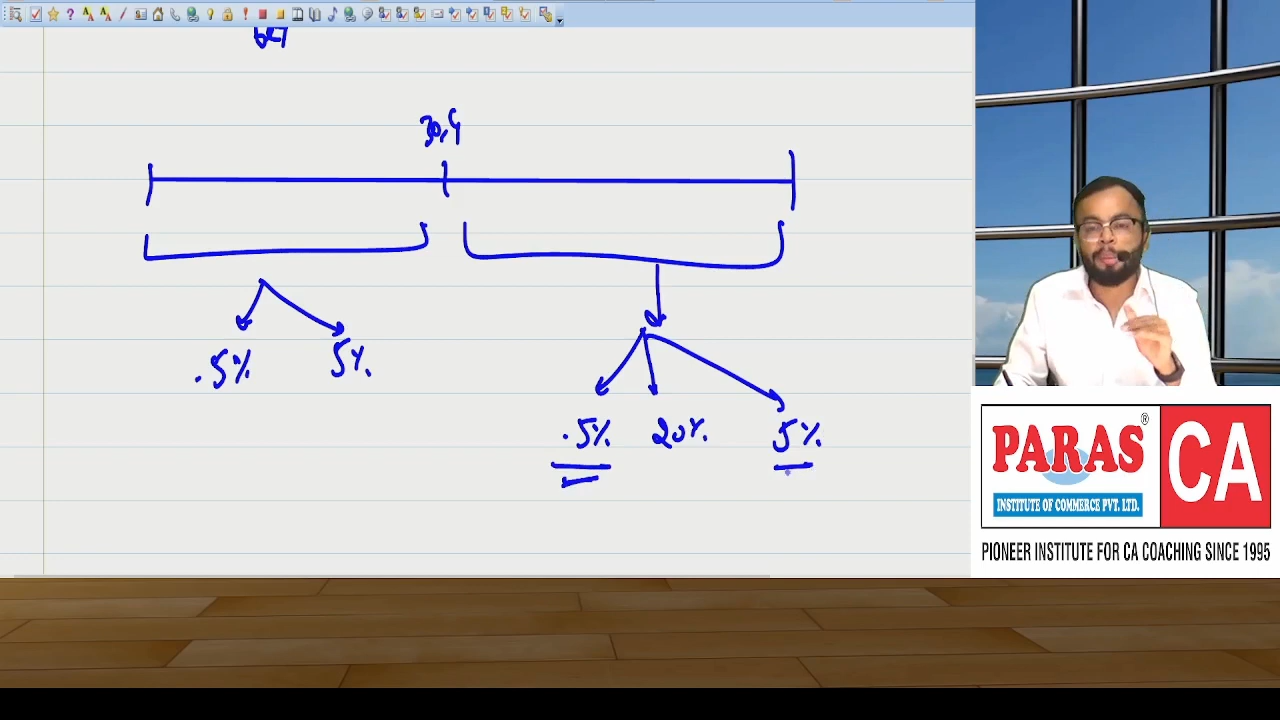 30,9
.5%
5%.
.5%
20%.
5%.
PARAS®
INSTITUTE OF COMMERCE PVT. LTD.
CA
PIONEER INSTITUTE FOR CA COACHING SINCE 1995